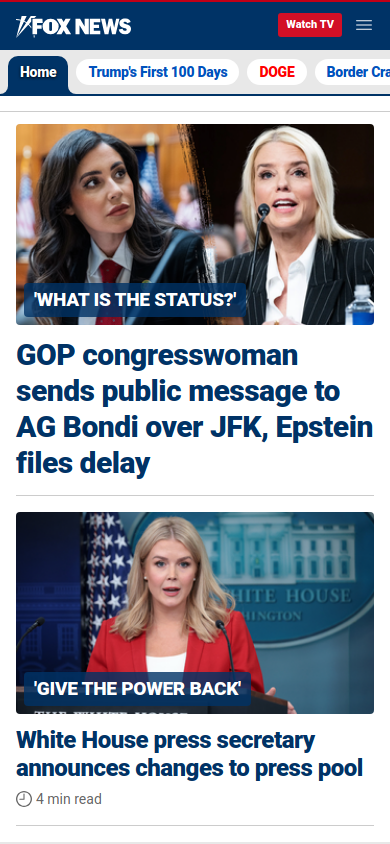 FOX NEWS
Watch TV
Home
Trump's First 100 Days
DOGE
Border Cra
'WHAT IS THE STATUS?'
GOP congresswoman
sends public message to
AG Bondi over JFK, Epstein
files delay
WHITE HOUSE
HINGTON
'GIVE THE POWER BACK'
White House press secretary
announces changes to press pool
4 min read